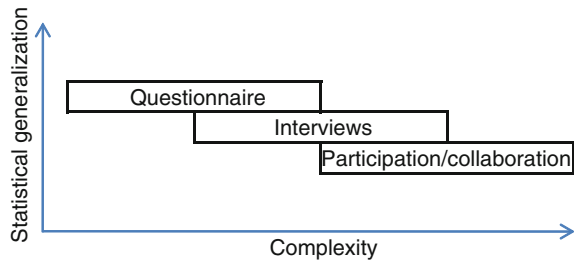 Statistical generalization
Questionnaire
Interviews
Participation/collaboration
Complexity